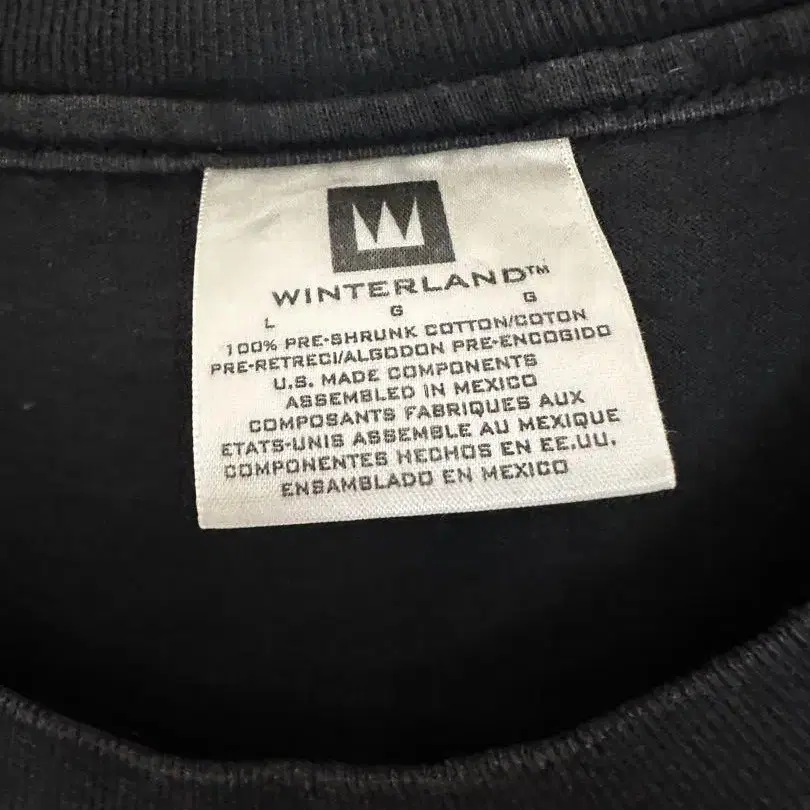 W
WINTERLAND™
L G G
100% PRE-SHRUNK COTTON/COTON
PRE-RETRECI/ALGODON PRE-ENCOGIDO
U.S. MADE COMPONENTS
ASSEMBLED IN MEXICO
COMPOSANTS FABRIQUES AUX
ETATS-UNIS ASSEMBLE AU MEXIQUE
COMPONENTES HECHOS EN EE.UU.
ENSAMBLADO EN MEXICO